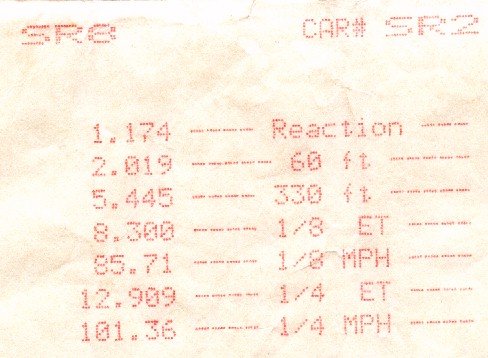 SR8 CAR# SR2
1.174 ---- Reaction ----
2.019 ----- 60 ft -----
5.445 ---- 330 ft -----
8.300 ---- 1/8 ET ----
85.71 ---- 1/8 MPH ----
12.909 ---- 1/4 ET ----
101.36 ---- 1/4 MPH ----